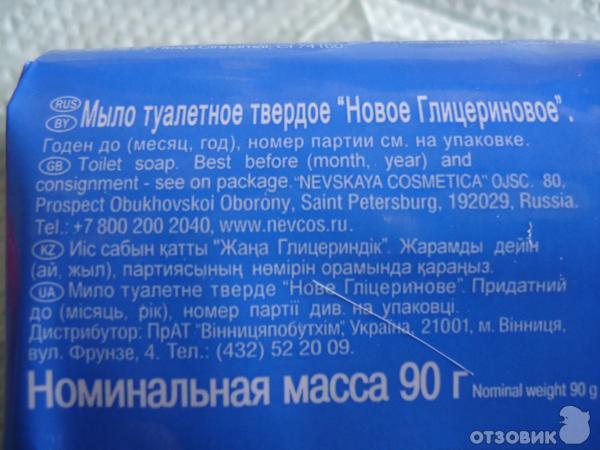 CI 74160
RUS BY Мыло туалетное твердое "Новое Глицериновое".
Годен до (месяц, год), номер партии см. на упаковке.
GB Toilet soap. Best before (month, year) and
consignment - see on package. "NEVSKAYA COSMETICA" OJSC. 80,
Prospect Obukhovskoi Oborony, Saint Petersburg, 192029, Russia.
Tel.: +7 800 200 2040, www.nevcos.ru.
KZ Иіс сабын қатты "Жаңа Глицериндік". Жарамды дейін
(ай, жыл), партиясының немірін орамында қараңыз.
UA Мило туалетне тверде "Нове Гліцеринове". Придатний
до (місяць, рік), номер партії див. на упаковці.
Дистрибутор: ПрАТ "Вінницяпобутхім", Україна, 21001, м. Вінниця,
вул. Фрунзе, 4. Тел.: (432) 52 20 09.
Номинальная масса 90 г Nominal weight 90 g
ОТЗОВИК